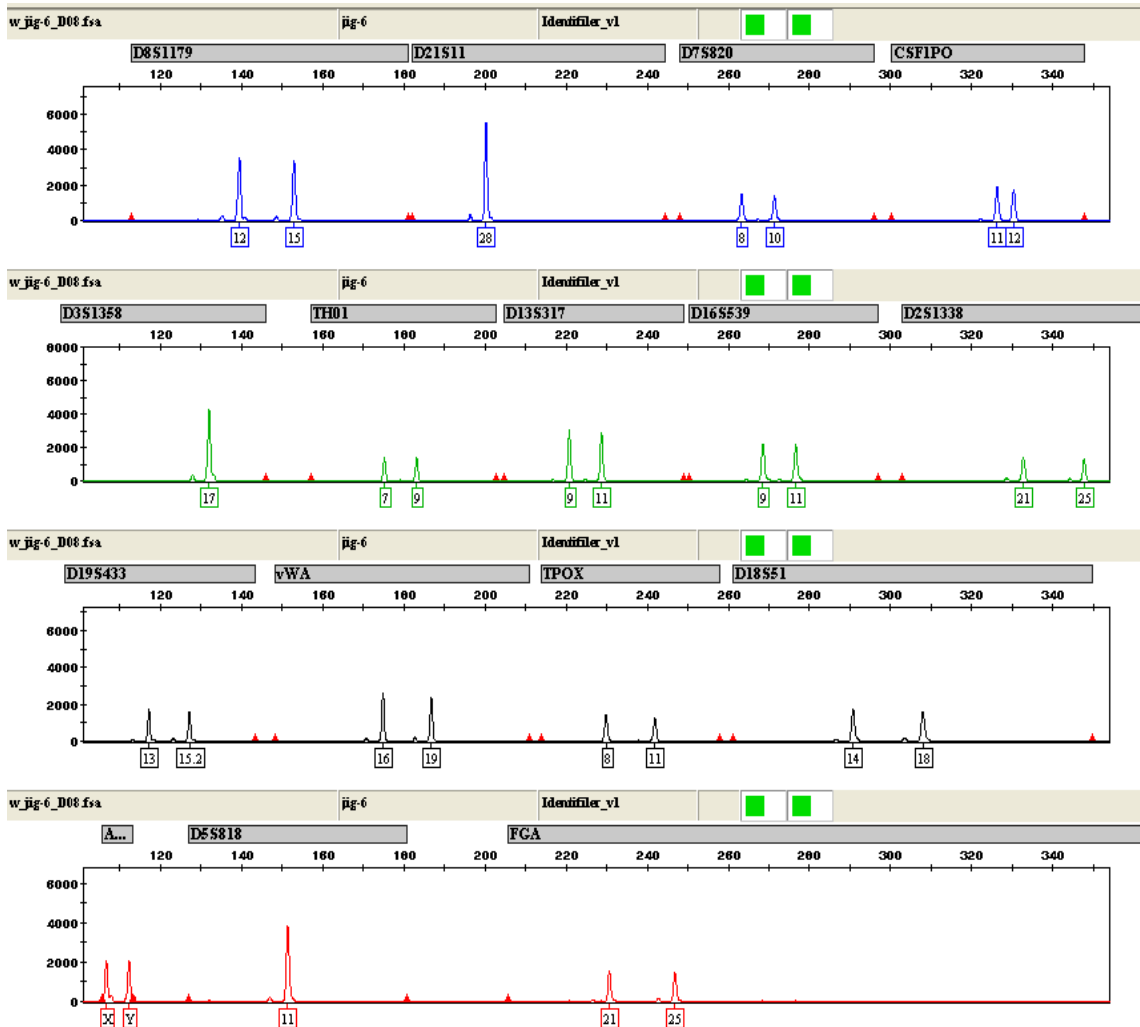 w_jig-6_D08.fsa jig-6 Identifiler_v1
D8S1179 D21S11 D7S820 CSF1PO
120 140 160 180 200 220 240 260 280 300 320 340
6000
4000
2000
0
12 15 28 8 10 11 12
w_jig-6_D08.fsa jig-6 Identifiler_v1
D3S1358 TH01 D13S317 D16S539 D2S1338
120 140 160 180 200 220 240 260 280 300 320 340
8000
6000
4000
2000
0
17 7 9 9 11 9 11 21 25
w_jig-6_D08.fsa jig-6 Identifiler_v1
D19S433 vWA TPOX D18S51
120 140 160 180 200 220 240 260 280 300 320 340
6000
4000
2000
0
13 15.2 16 19 8 11 14 18
w_jig-6_D08.fsa jig-6 Identifiler_v1
A... D5S818 FGA
120 140 160 180 200 220 240 260 280 300 320 340
6000
4000
2000
0
X Y 11 21 25